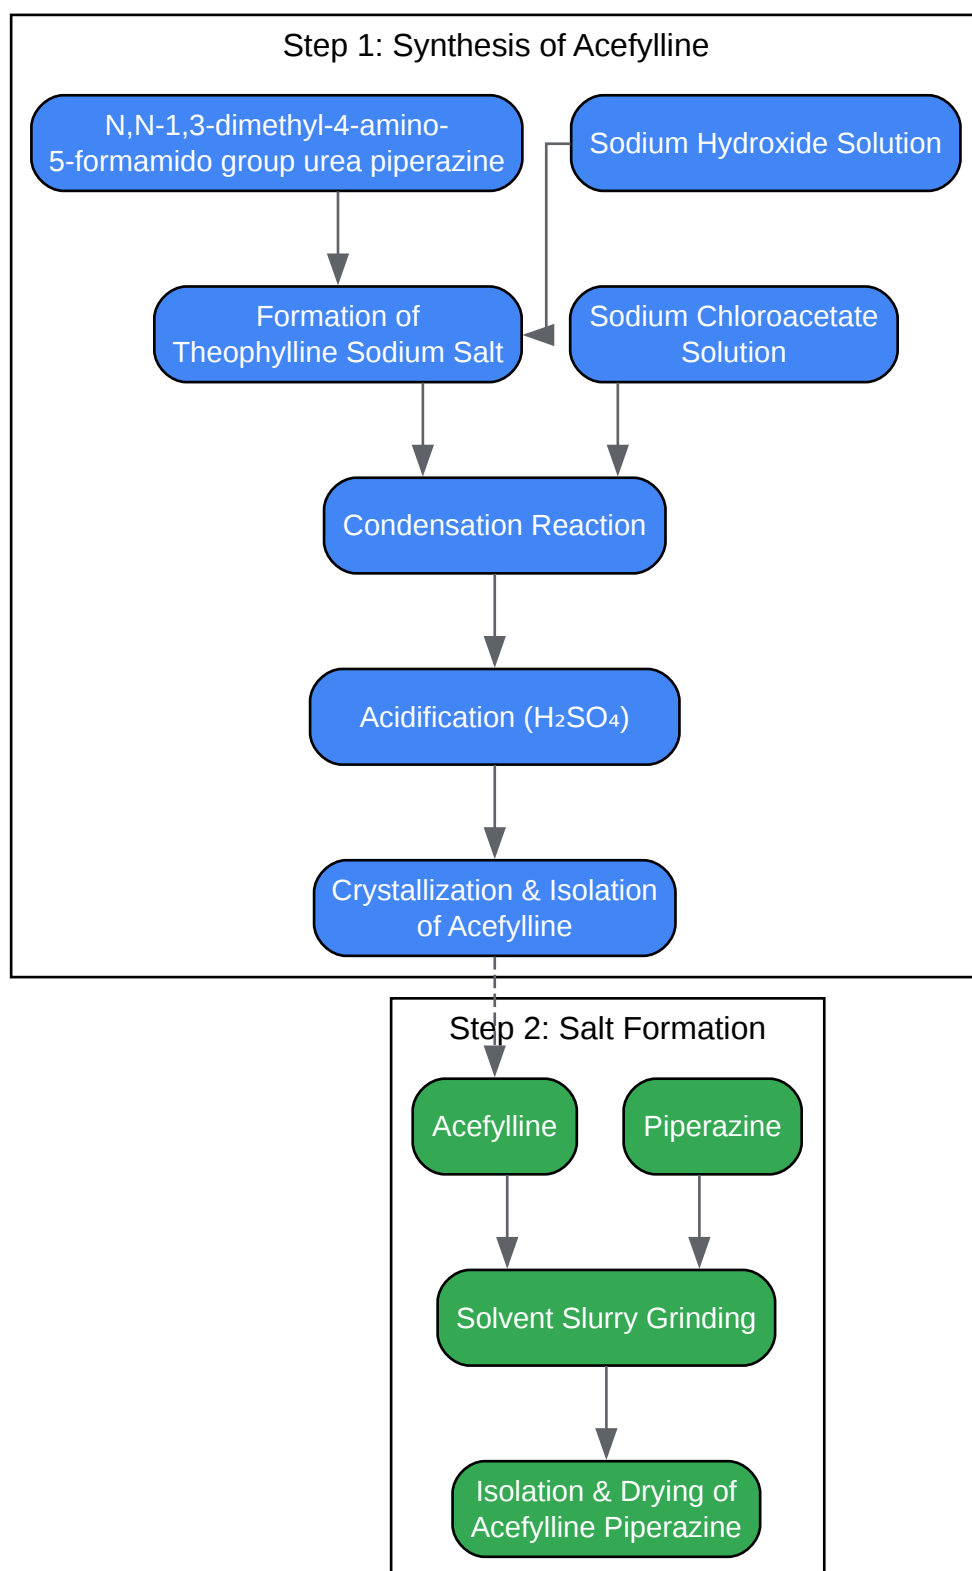 Step 1: Synthesis of Acefylline
N,N-1,3-dimethyl-4-amino-
5-formamido group urea piperazine
Sodium Hydroxide Solution
Formation of
Theophylline Sodium Salt
Sodium Chloroacetate
Solution
Condensation Reaction
Acidification (H₂SO₄)
Crystallization & Isolation
of Acefylline
Step 2: Salt Formation
Acefylline
Piperazine
Solvent Slurry Grinding
Isolation & Drying of
Acefylline Piperazine